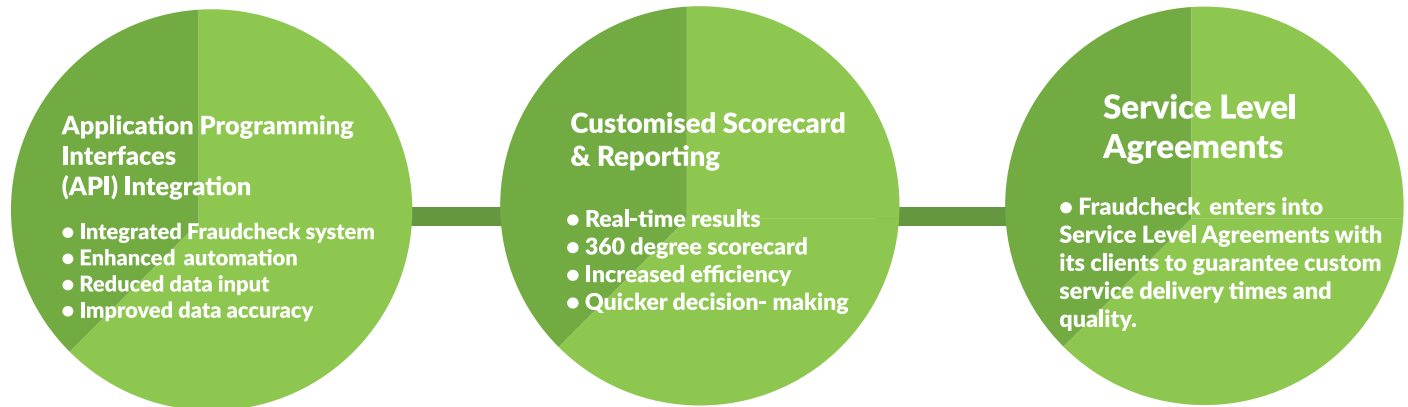 Application Programming
Interfaces
(API) Integration
● Integrated Fraudcheck system
● Enhanced automation
● Reduced data input
● Improved data accuracy
Customised Scorecard
& Reporting
● Real-time results
● 360 degree scorecard
● Increased efficiency
● Quicker decision- making
Service Level
Agreements
● Fraudcheck enters into
Service Level Agreements with
its clients to guarantee custom
service delivery times and
quality.